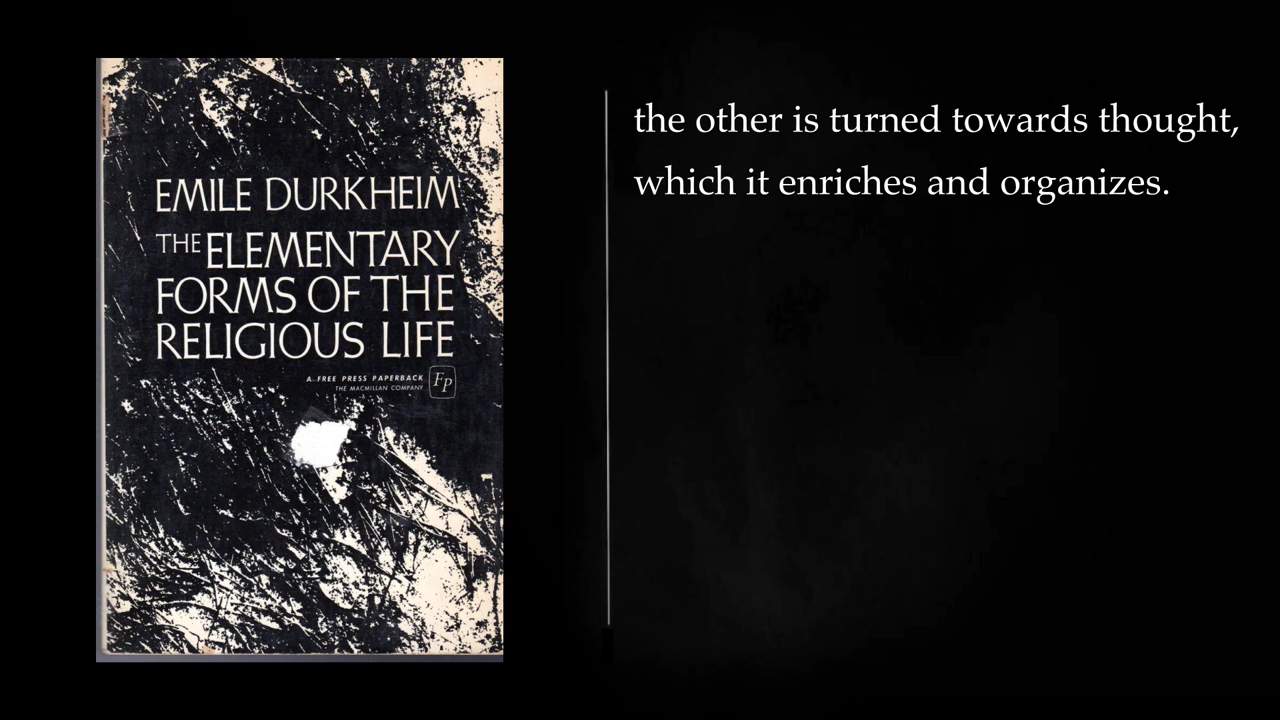 EMILE DURKHEIM
THE ELEMENTARY
FORMS OF THE
RELIGIOUS LIFE
A FREE PRESS PAPERBACK
THE MACMILLAN COMPANY
FP
the other is turned towards thought,
which it enriches and organizes.